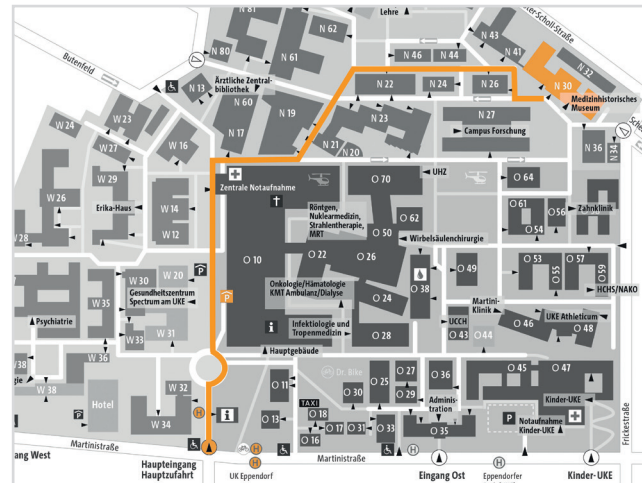 Lehre
N 80
N 61
N 62
N 43
N 41
N 46
N 44
N 32
N 30
Butenfeld
Ärztliche Zentral-
bibliothek
N 13
N 60
N 22
N 24
N 26
Medizinhistorisches
Museum
N 17
N 19
N 23
N 27
Campus Forschung
N 36
N 34
W 24
W 23
W 27
W 16
N 21
N 20
W 29
W 26
Zentrale Notaufnahme
O 70
UHZ
O 64
Erika-Haus
W 14
W 12
Röntgen,
Nuklearmedizin,
Strahlentherapie,
MRT
O 62
O 61
O 56
O 54
Zahnklinik
O 50
Wirbelsäulenchirurgie
W 28
O 10
O 22
O 26
O 49
O 53
O 57
O 55
O 59
HCHS/NAKO
W 30
W 20
Gesundheitszentrum
Spectrum am UKE
Onkologie/Hämatologie
KMT Ambulanz/Dialyse
O 24
O 38
Martini-
Klinik
UKE Athleticum
W 35
Psychiatrie
W 33
W 31
Infektiologie und
Tropenmedizin
O 28
UCCH
O 43
O 44
O 46
O 48
Hauptgebäude
W 36
W 38
W 38
Hotel
W 32
W 34
Dr. Bike
O 11
O 25
O 27
O 29
O 36
O 45
O 47
O 30
Adminis-
tration
Kinder-UKE
TAXI
O 13
O 18
O 17
O 16
O 31
O 33
O 35
P
Notaufnahme
Kinder-UKE
Frickestraße
Martinistraße
Martinistraße
ang West
Haupteingang
Hauptzufahrt
UK Eppendorf
Eingang Ost
Eppendorfer
Kinder-UKE